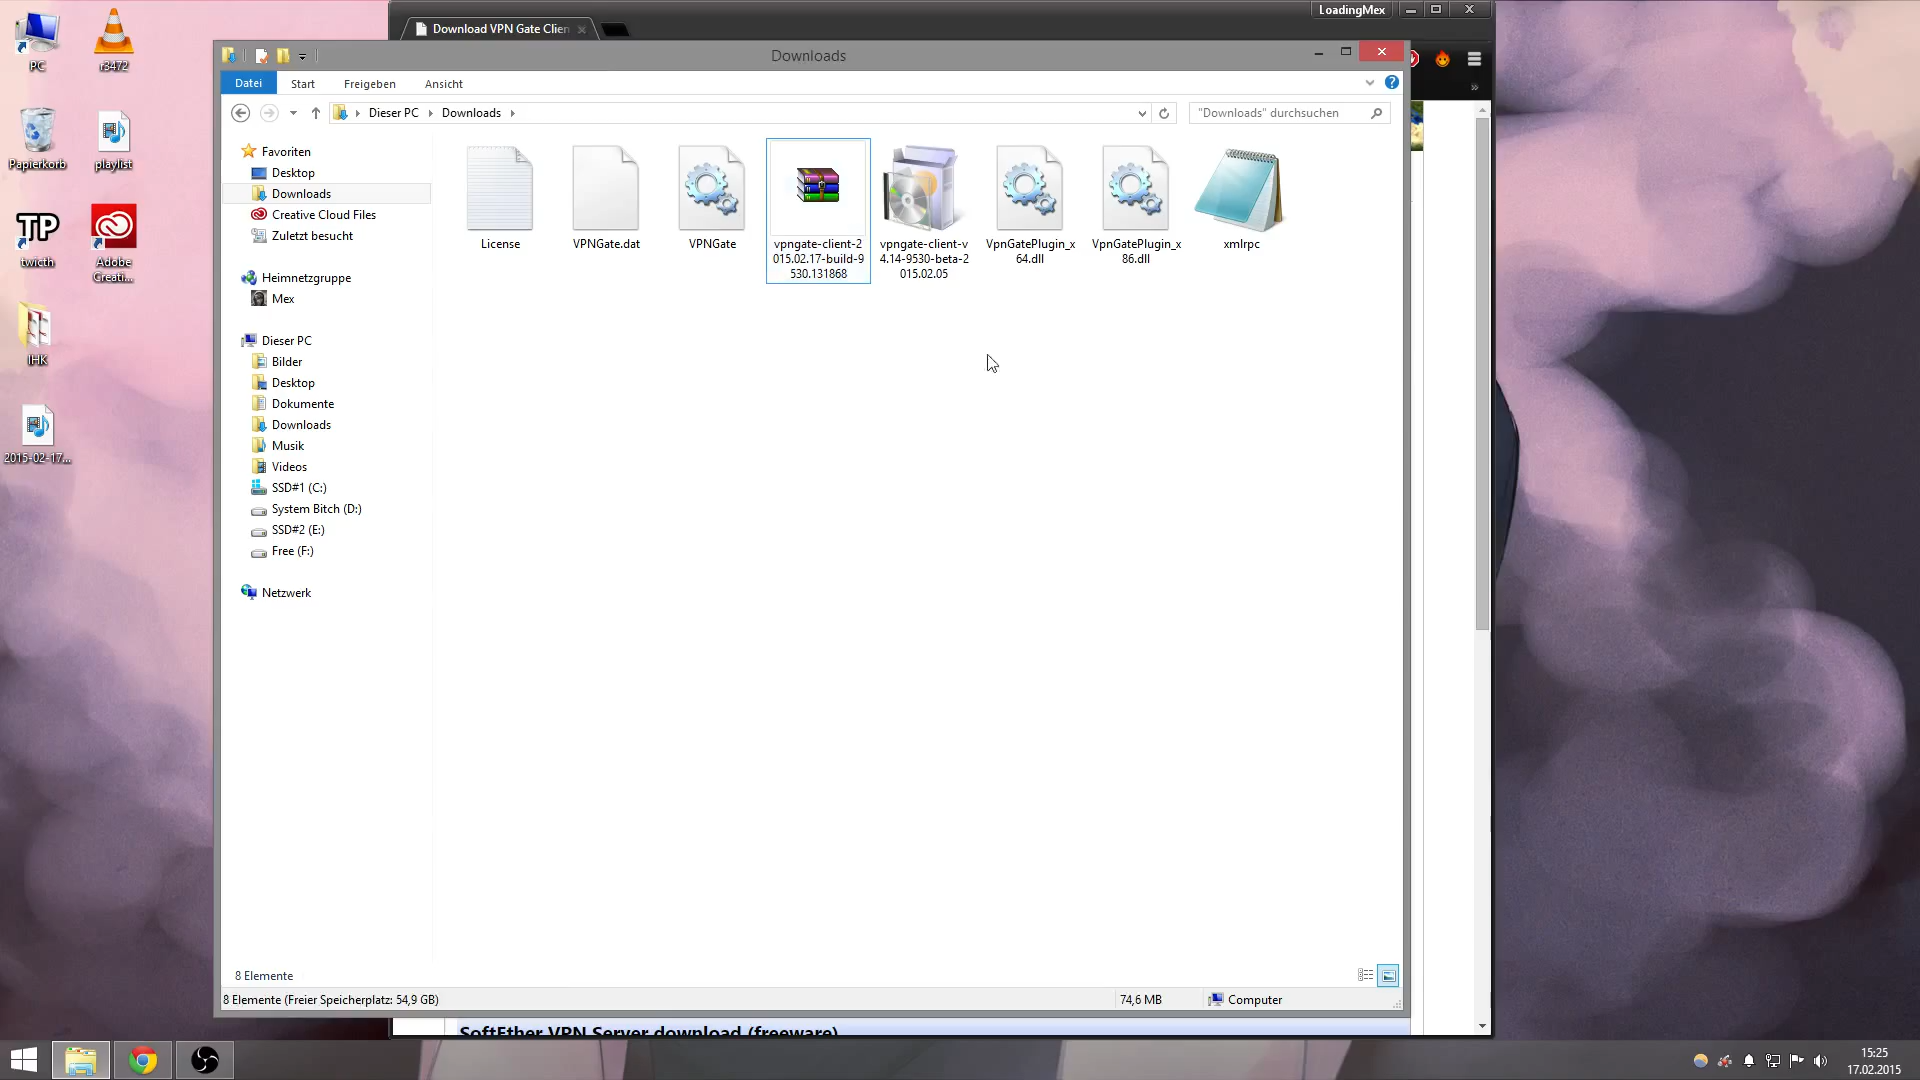 LoadingMex
Download VPN Gate Clien
Downloads
Datei Start Freigeben Ansicht
Dieser PC Downloads
"Downloads" durchsuchen
PC
r3472
Papierkorb
playlist
twicth
Adobe
Creati...
IHK
2015-02-17...
Favoriten
Desktop
Downloads
Creative Cloud Files
Zuletzt besucht
Heimnetzgruppe
Mex
Dieser PC
Bilder
Desktop
Dokumente
Downloads
Musik
Videos
SSD#1 (C:)
System Bitch (D:)
SSD#2 (E:)
Free (F:)
Netzwerk
License
VPNGate.dat
VPNGate
vpngate-client-2
015.02.17-build-9
530.131868
vpngate-client-v
4.14-9530-beta-2
015.02.05
VpnGatePlugin_x
64.dll
VpnGatePlugin_x
86.dll
xmlrpc
8 Elemente
8 Elemente (Freier Speicherplatz: 54,9 GB)
74,6 MB
Computer
SoftEther VPN Server download (freeware)
15:25
17.02.2015